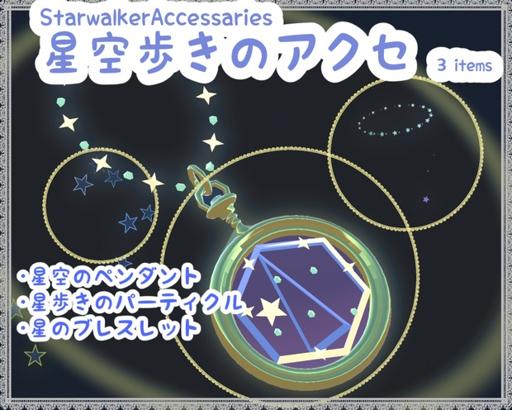 StarwalkerAccessaries
星空歩きのアクセ
3 items
・星空のペンダント
・星歩きのパーティクル
・星のブレスレット